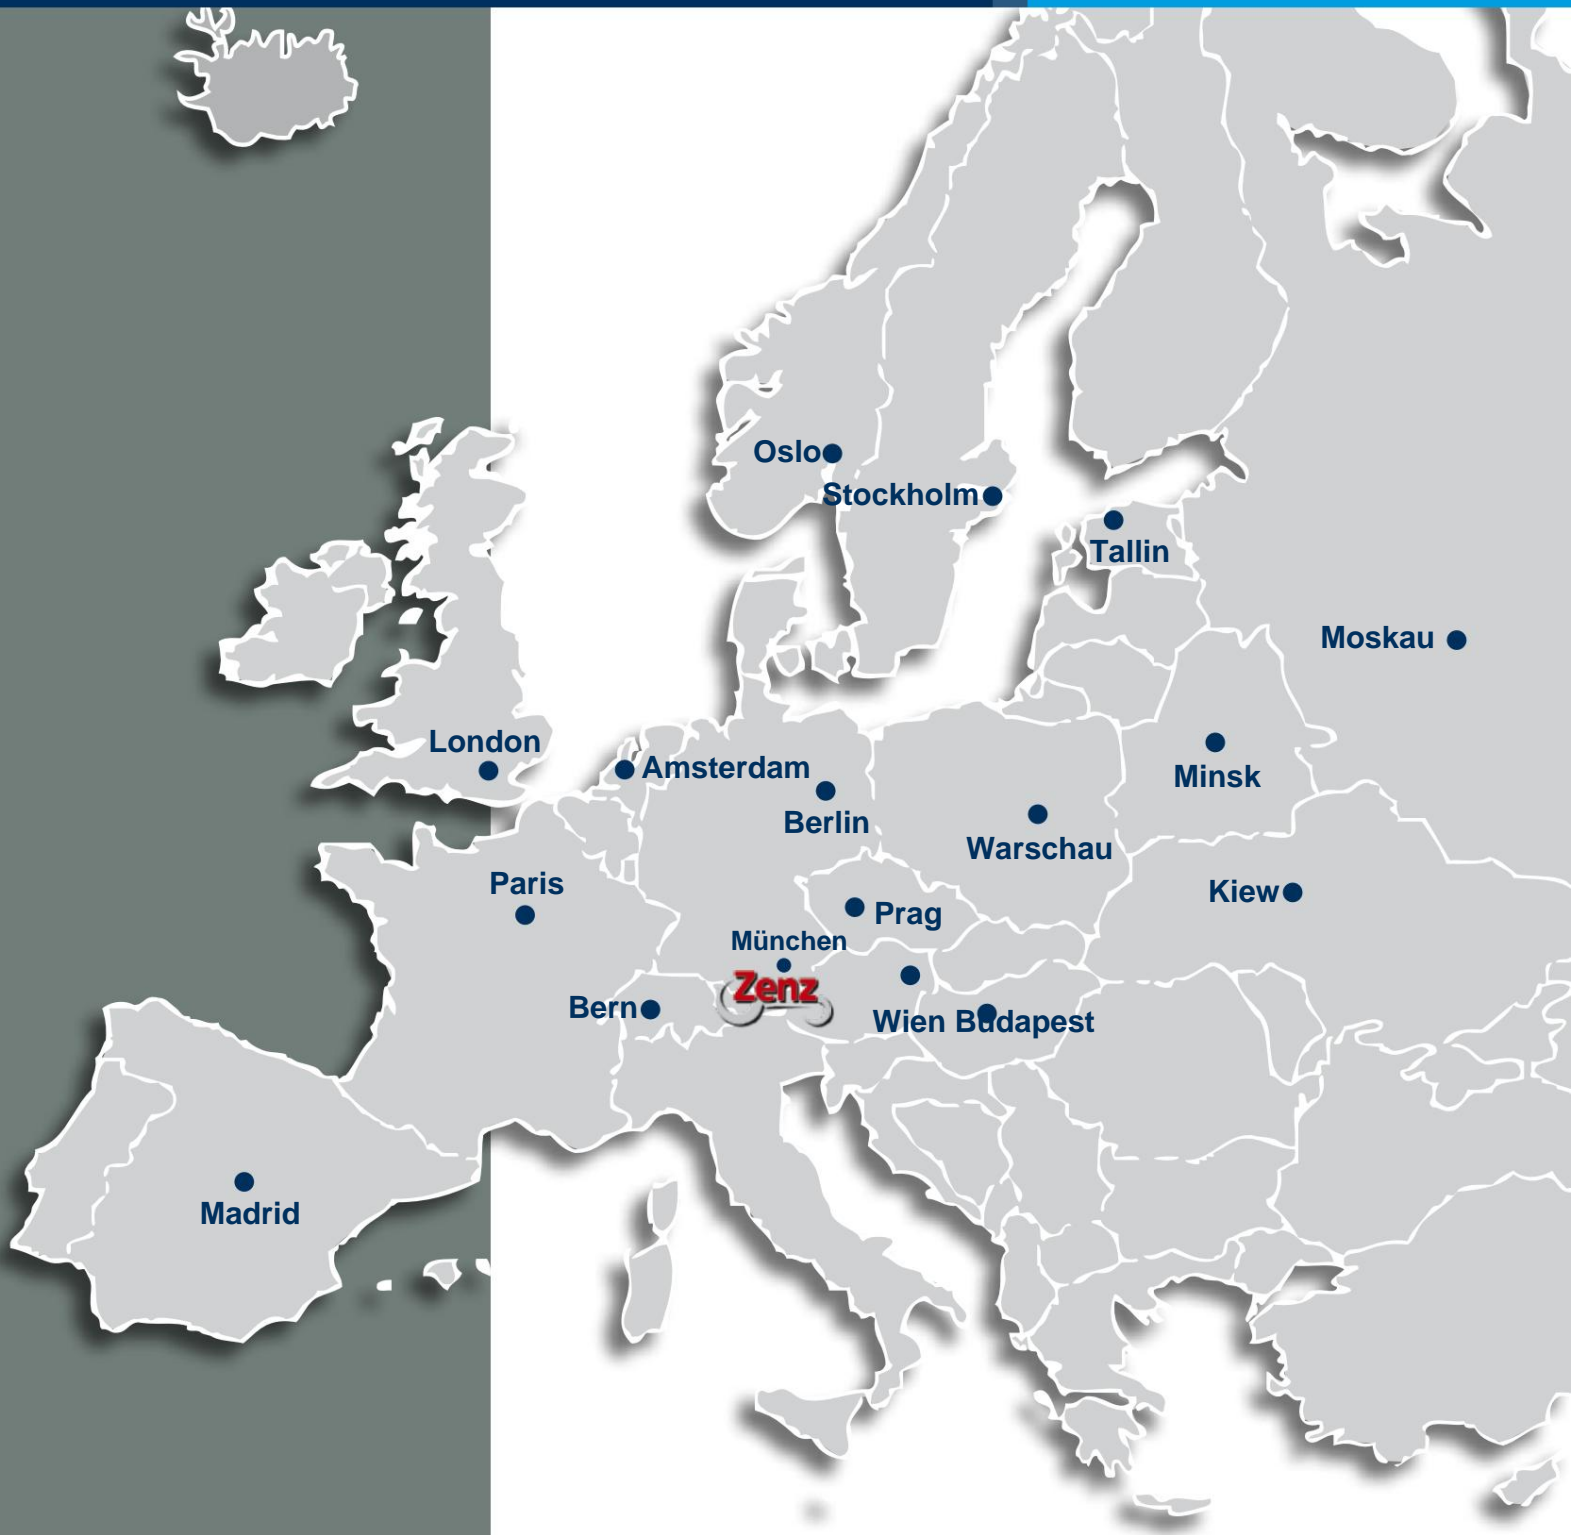 Oslo
Stockholm
Tallin
Moskau
London
Amsterdam
Minsk
Berlin
Warschau
Paris
Kiew
Prag
München
Zenz
Bern
Wien Budapest
Madrid